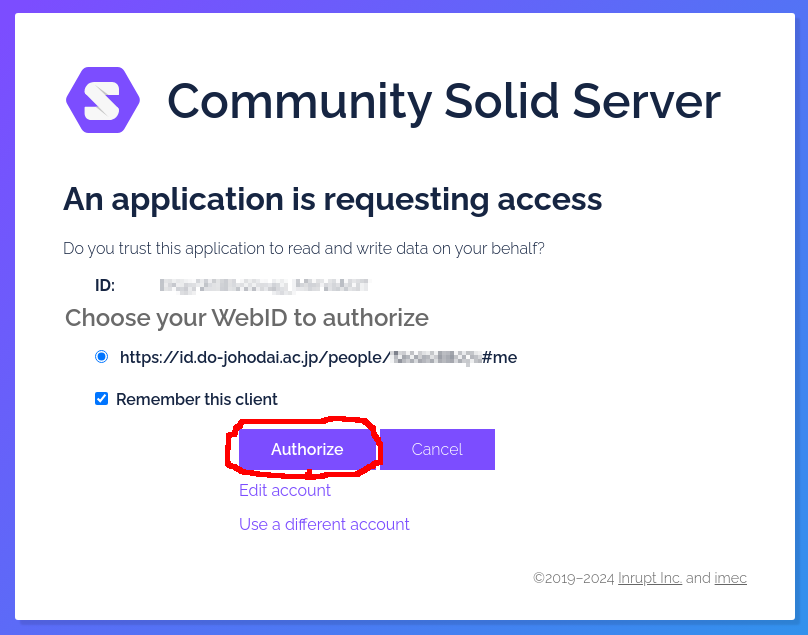 Community Solid Server
An application is requesting access
Do you trust this application to read and write data on your behalf?
ID:
Choose your WebID to authorize
https://id.do-johodai.ac.jp/people/ #me
Remember this client
Authorize Cancel
Edit account
Use a different account
©2019–2024 Inrupt Inc. and imec